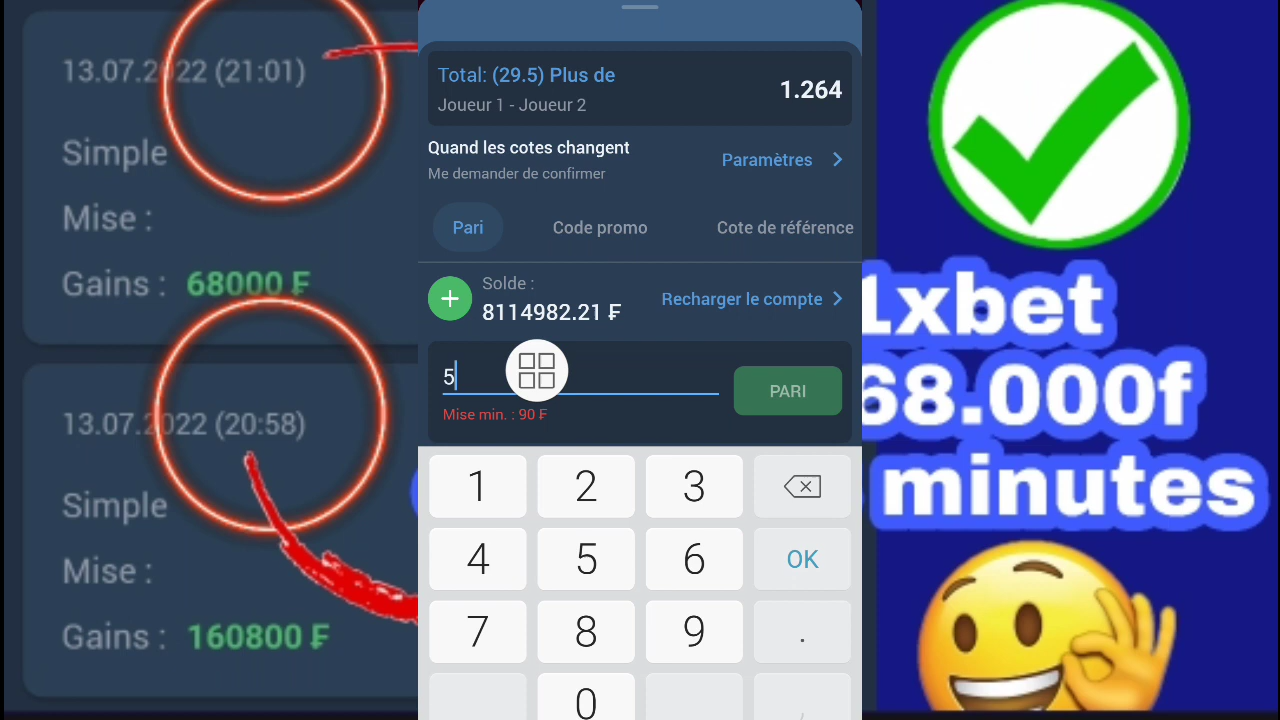 13.07.2022 (21:01)
Simple
Mise :
Gains : 68000 ₣
13.07.2022 (20:58)
Simple
Mise :
Gains : 160800 ₣
Total: (29.5) Plus de
Joueur 1 - Joueur 2
1.264
Quand les cotes changent
Me demander de confirmer
Paramètres
Pari
Code promo
Cote de référence
Solde :
8114982.21 ₣
Recharger le compte
5
PARI
Mise min. : 90 ₣
1 2 3
4 5 6 OK
7 8 9 .
0 ,
1xbet
68.000f
minutes